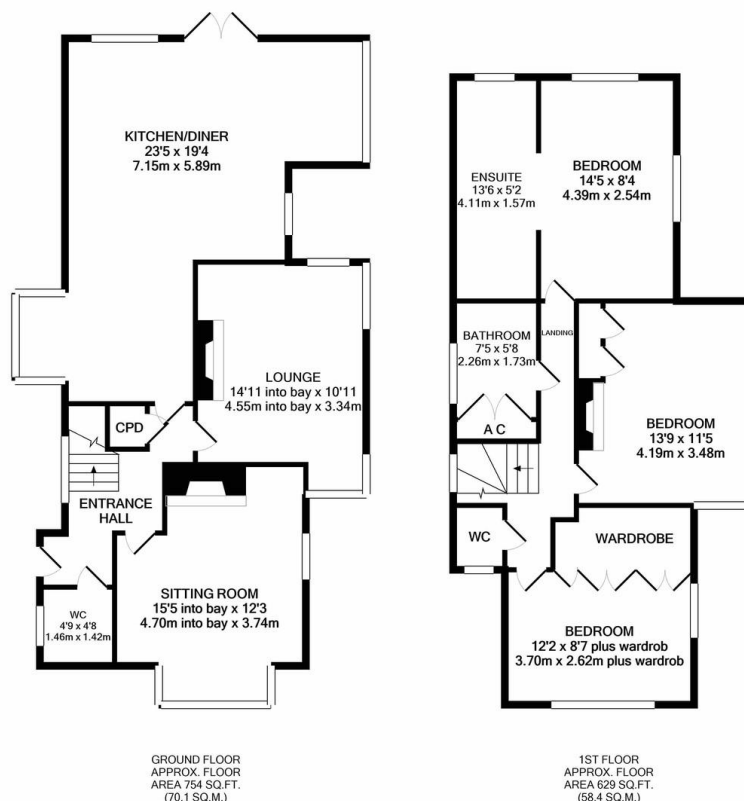 KITCHEN/DINER
23'5 x 19'4
7.15m x 5.89m
LOUNGE
14'11 into bay x 10'11
4.55m into bay x 3.34m
CPD
ENTRANCE
HALL
WC
4'9 x 4'8
1.46m x 1.42m
SITTING ROOM
15'5 into bay x 12'3
4.70m into bay x 3.74m
GROUND FLOOR
APPROX. FLOOR
AREA 754 SQ.FT.
(70.1 SQ.M.)
ENSUITE
13'6 x 5'2
4.11m x 1.57m
BEDROOM
14'5 x 8'4
4.39m x 2.54m
BATHROOM
7'5 x 5'8
2.26m x 1.73m
LANDING
A C
BEDROOM
13'9 x 11'5
4.19m x 3.48m
WC
WARDROBE
BEDROOM
12'2 x 8'7 plus wardrob
3.70m x 2.62m plus wardrob
1ST FLOOR
APPROX. FLOOR
AREA 629 SQ.FT.
(58.4 SQ.M.)